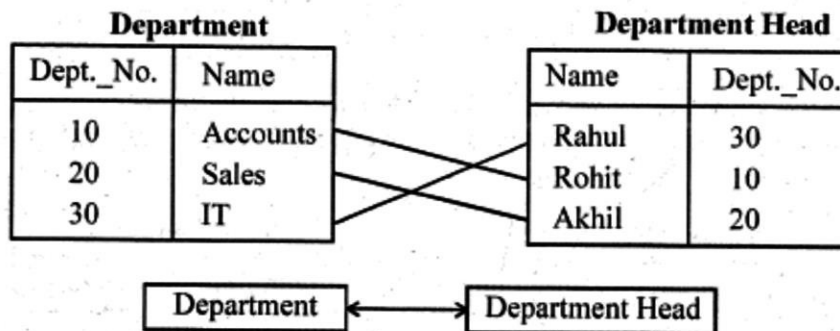 Department Department Head
Dept._No. Name Name Dept._No.
10 Accounts Rahul 30
20 Sales Rohit 10
30 IT Akhil 20
Department Department Head